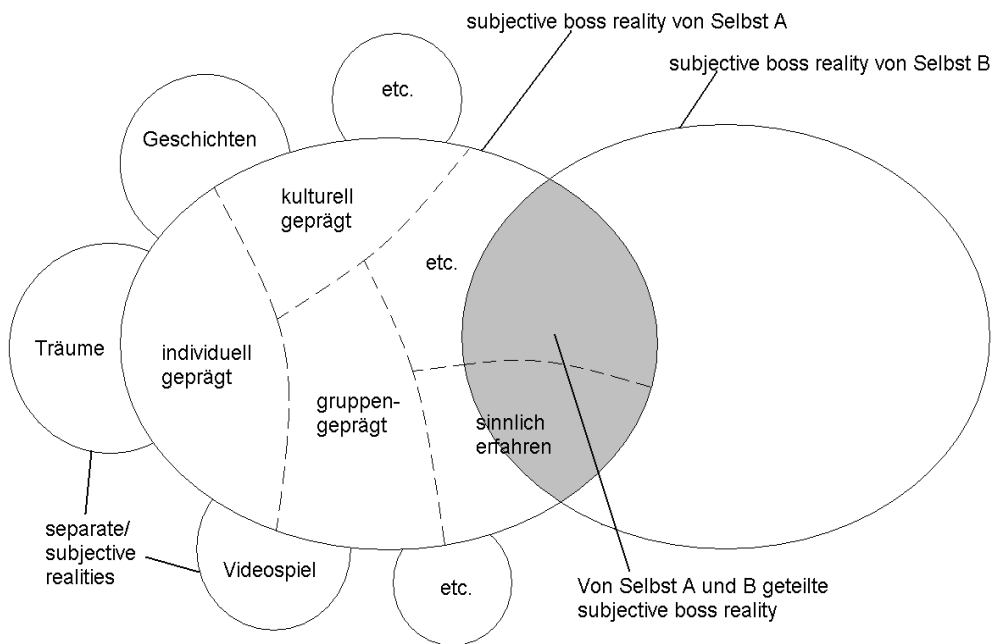 subjective boss reality von Selbst A
subjective boss reality von Selbst B
etc.
Geschichten
kulturell
geprägt
etc.
Träume
individuell
geprägt
gruppen-
geprägt
sinnlich
erfahren
separate/
subjective
realities
Videospiel
etc.
Von Selbst A und B geteilte
subjective boss reality